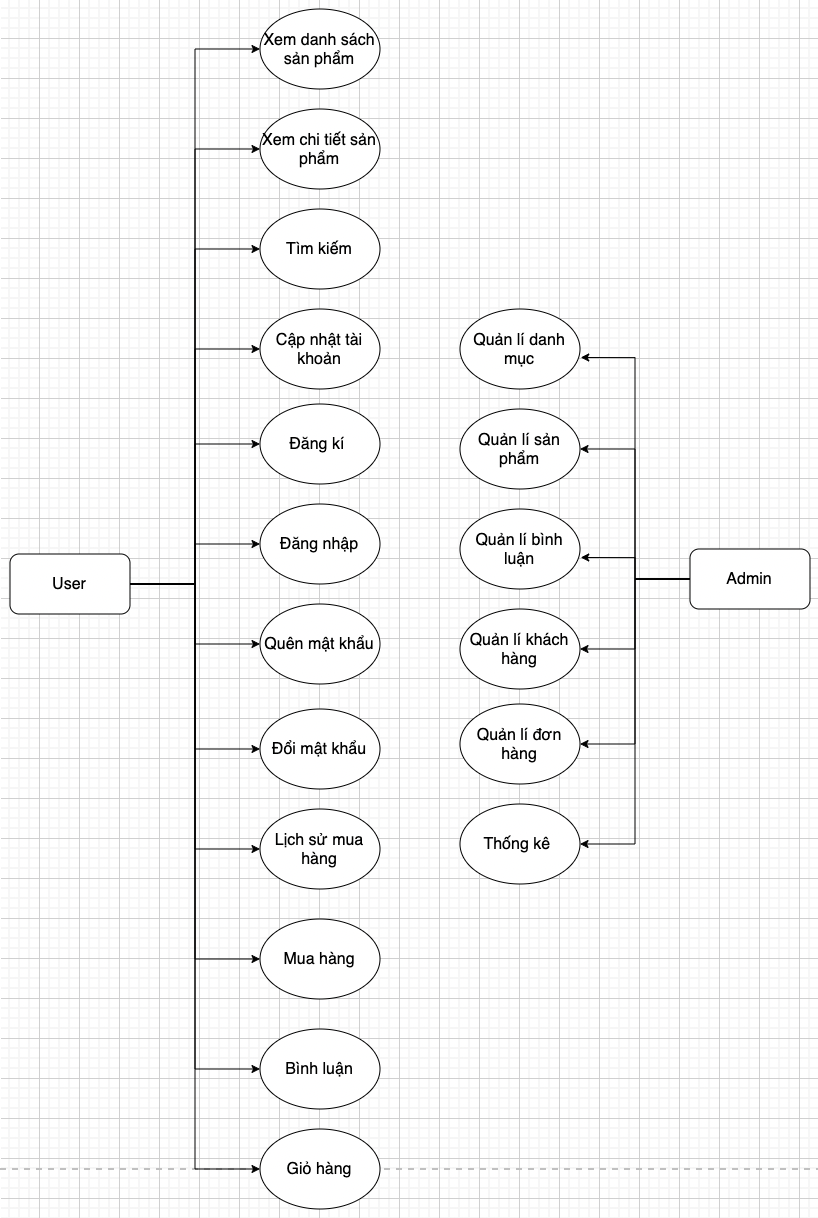 Xem danh sách
sản phẩm
Xem chi tiết sản
phẩm
Tìm kiếm
Cập nhật tài
khoản
Đăng kí
Đăng nhập
Quên mật khẩu
Đổi mật khẩu
Lịch sử mua
hàng
Mua hàng
Bình luận
Giỏ hàng
User
Quản lí danh
mục
Quản lí sản
phẩm
Quản lí bình
luận
Quản lí khách
hàng
Quản lí đơn
hàng
Thống kê
Admin